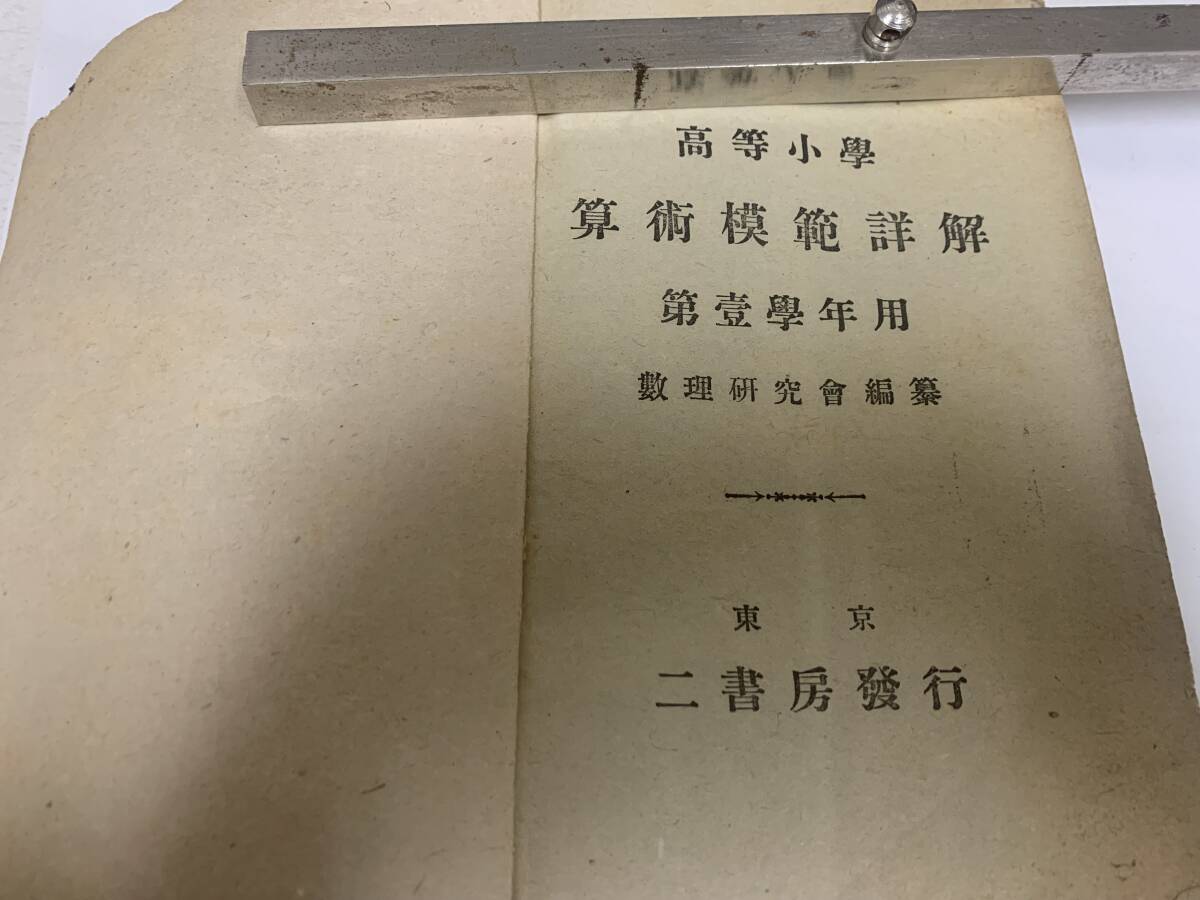 高等小學
算術模範詳解
第壹學年用
數理研究會編纂
東京
二書房發行